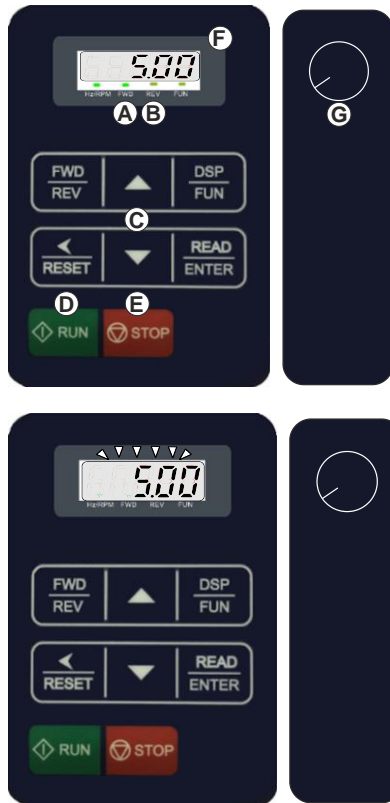 F
5.00
Hz/RPM FWD REV FUN
A B
G
FWD
REV
DSP
FUN
C
RESET
READ
ENTER
D E
RUN STOP
5.00
Hz/RPM FWD REV FUN
FWD
REV
DSP
FUN
RESET
READ
ENTER
RUN STOP